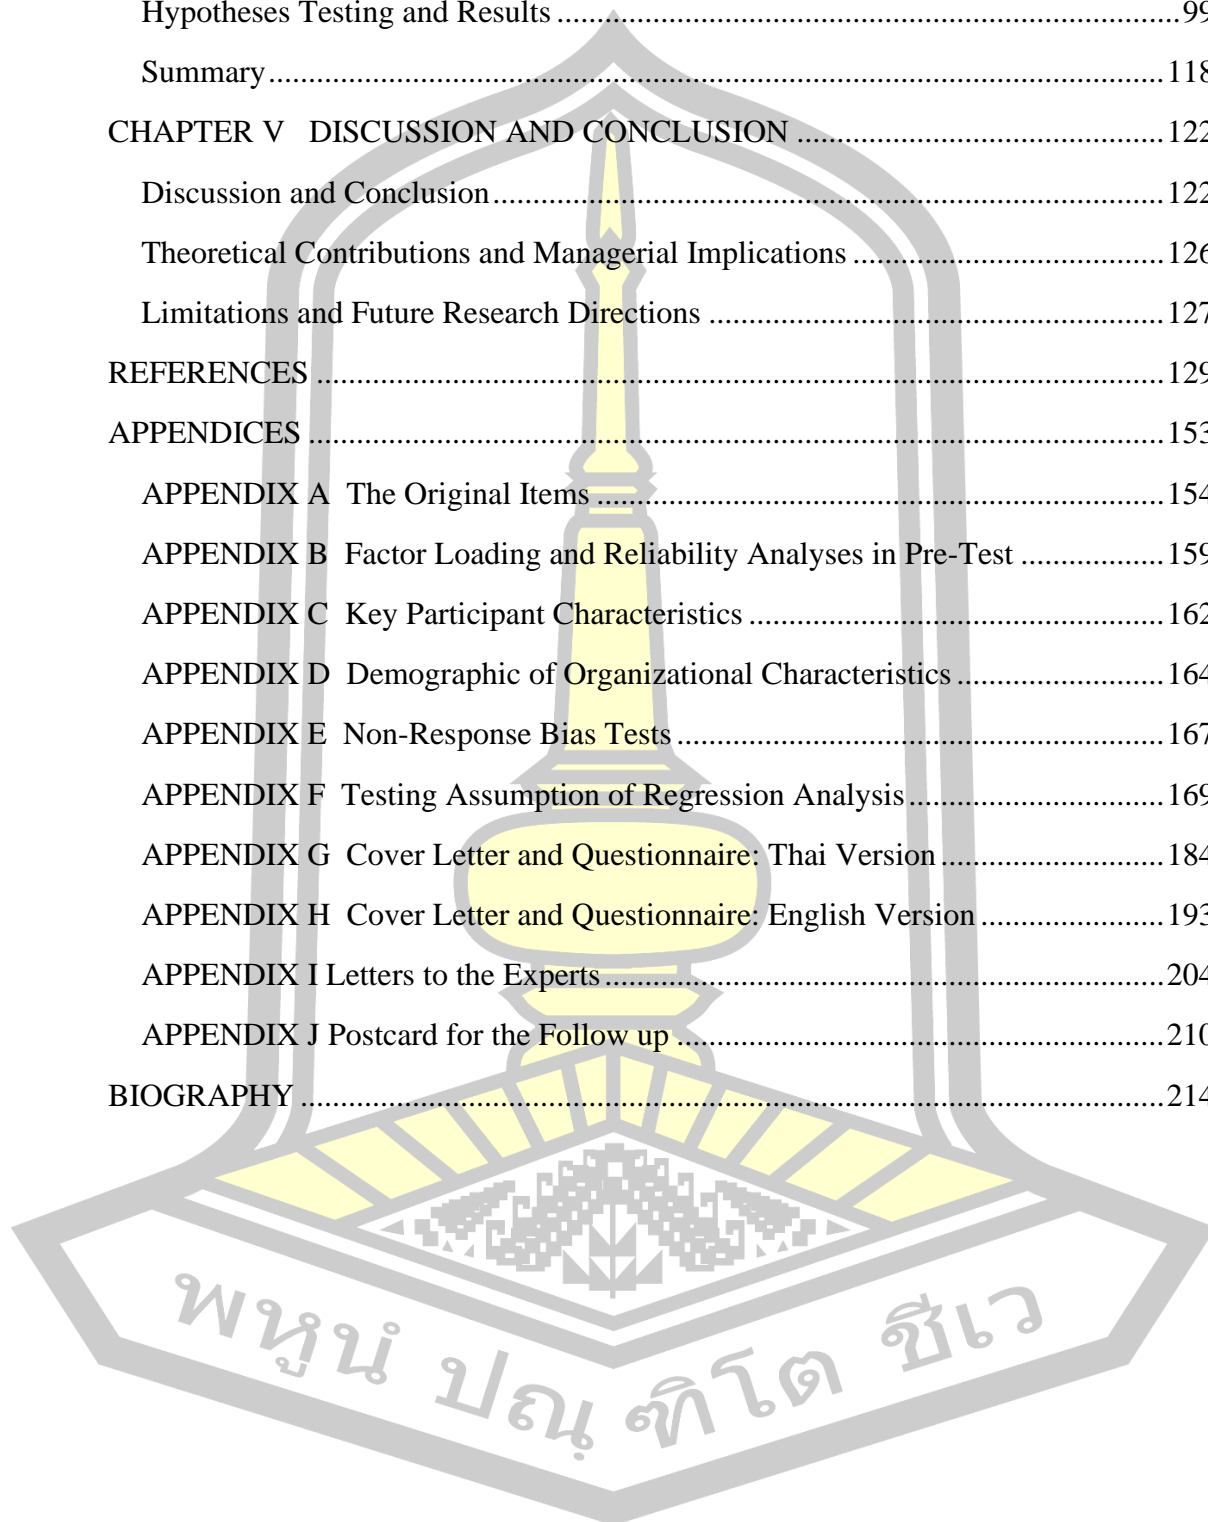 Hypotheses Testing and Results ........................................ 99
Summary ........................................ 118
CHAPTER V DISCUSSION AND CONCLUSION ........................................ 122
Discussion and Conclusion ........................................ 122
Theoretical Contributions and Managerial Implications ........................................ 126
Limitations and Future Research Directions ........................................ 127
REFERENCES ........................................ 129
APPENDICES ........................................ 153
APPENDIX A The Original Items ........................................ 154
APPENDIX B Factor Loading and Reliability Analyses in Pre-Test ........................................ 159
APPENDIX C Key Participant Characteristics ........................................ 162
APPENDIX D Demographic of Organizational Characteristics ........................................ 164
APPENDIX E Non-Response Bias Tests ........................................ 167
APPENDIX F Testing Assumption of Regression Analysis ........................................ 169
APPENDIX G Cover Letter and Questionnaire: Thai Version ........................................ 184
APPENDIX H Cover Letter and Questionnaire: English Version ........................................ 193
APPENDIX I Letters to the Experts ........................................ 204
APPENDIX J Postcard for the Follow up ........................................ 210
BIOGRAPHY ........................................ 214
พหูนํ ปณฺฑิโต ชีเว